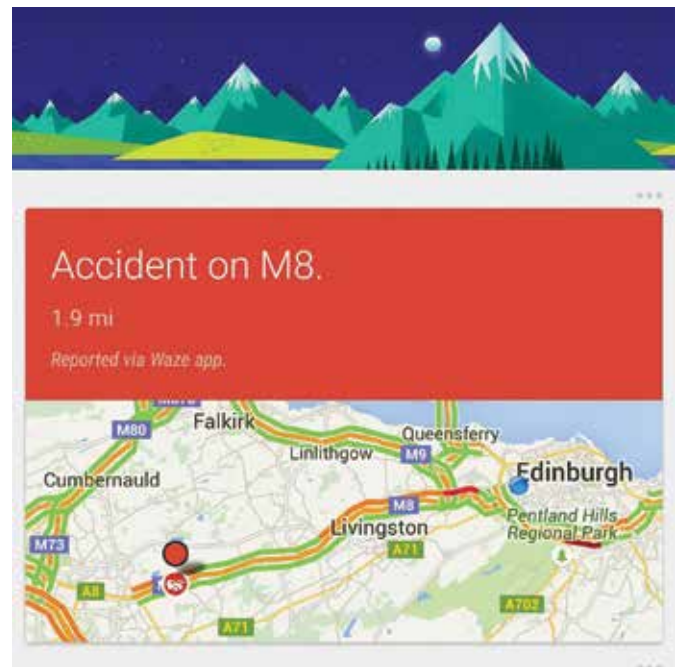 Accident on M8.
1.9 mi
Reported via Waze app.
M80
Falkirk
Queensferry
Linlithgow
M9
Edinburgh
Cumbernauld
M8
Pentland Hills
Regional Park
Livingston
M73
A71
A8
A702
A71